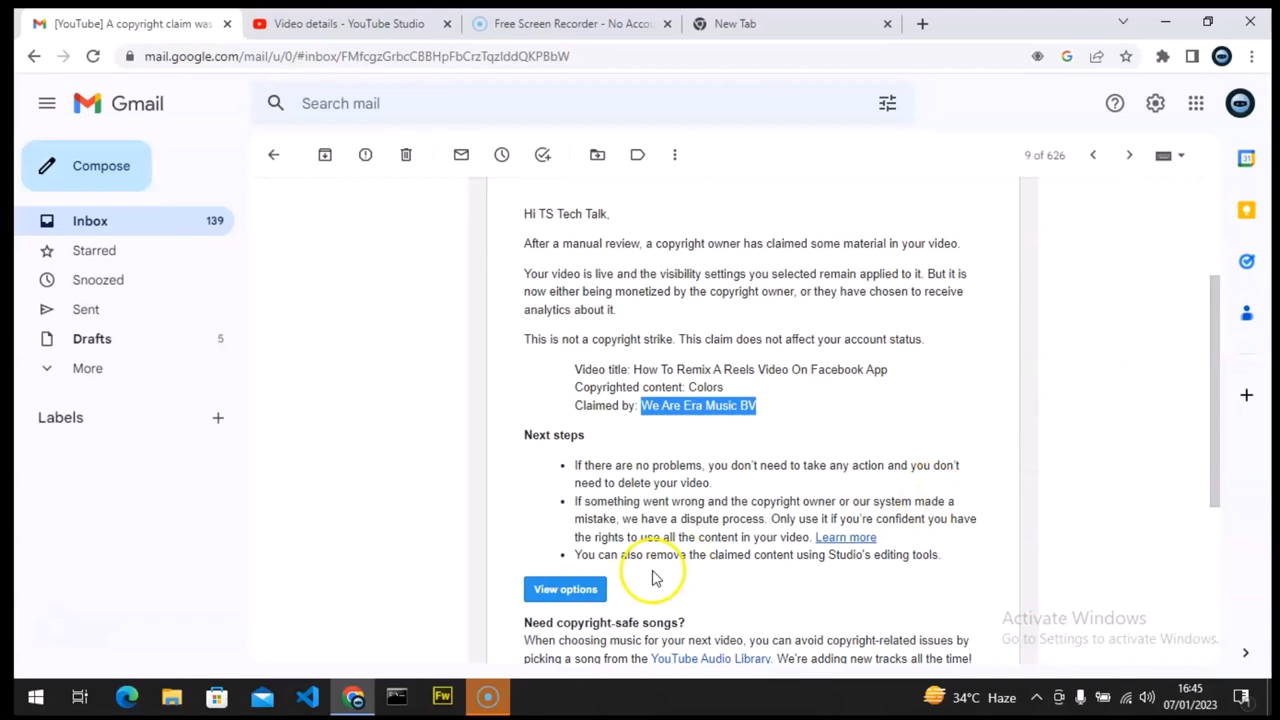 [YouTube] A copyright claim was
Video details - YouTube Studio
Free Screen Recorder - No Accou
New Tab
mail.google.com/mail/u/0/#inbox/FMfcgzGrbcCBBHpFbCrzTqzIddQKPBbW
Gmail
Search mail
Compose
9 of 626
Inbox 139
Starred
Snoozed
Sent
Drafts 5
More
Labels
Hi TS Tech Talk,
After a manual review, a copyright owner has claimed some material in your video.
Your video is live and the visibility settings you selected remain applied to it. But it is
now either being monetized by the copyright owner, or they have chosen to receive
analytics about it.
This is not a copyright strike. This claim does not affect your account status.
Video title: How To Remix A Reels Video On Facebook App
Copyrighted content: Colors
Claimed by: We Are Era Music BV
Next steps
• If there are no problems, you don't need to take any action and you don't
need to delete your video.
• If something went wrong and the copyright owner or our system made a
mistake, we have a dispute process. Only use it if you're confident you have
the rights to use all the content in your video. Learn more
• You can also remove the claimed content using Studio's editing tools.
View options
Need copyright-safe songs?
When choosing music for your next video, you can avoid copyright-related issues by
picking a song from the YouTube Audio Library. We're adding new tracks all the time!
Activate Windows
Go to Settings to activate Windows.
Fw
34°C Haze
16:45
07/01/2023